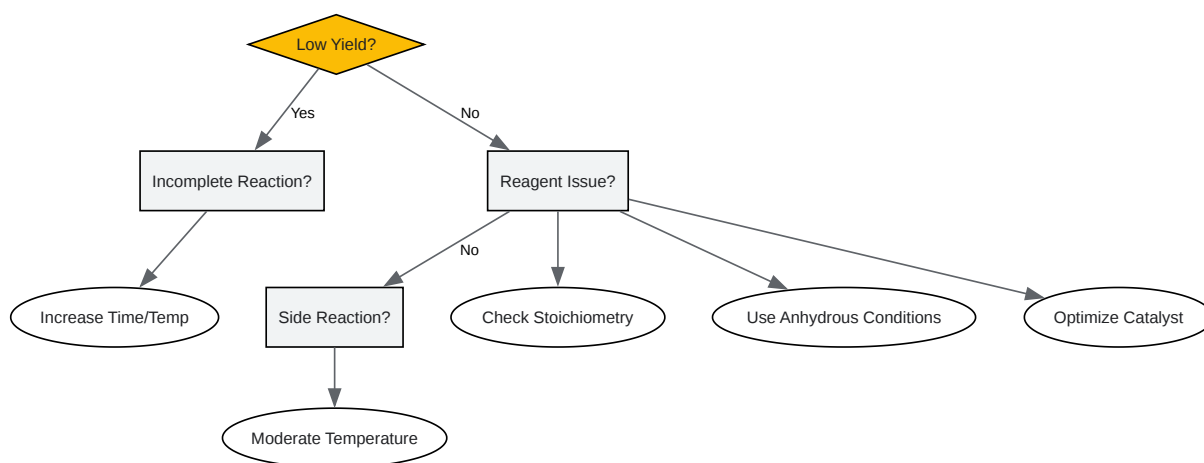 Low Yield?
Yes
No
Incomplete Reaction?
Reagent Issue?
No
Increase Time/Temp
Side Reaction?
Check Stoichiometry
Use Anhydrous Conditions
Optimize Catalyst
Moderate Temperature